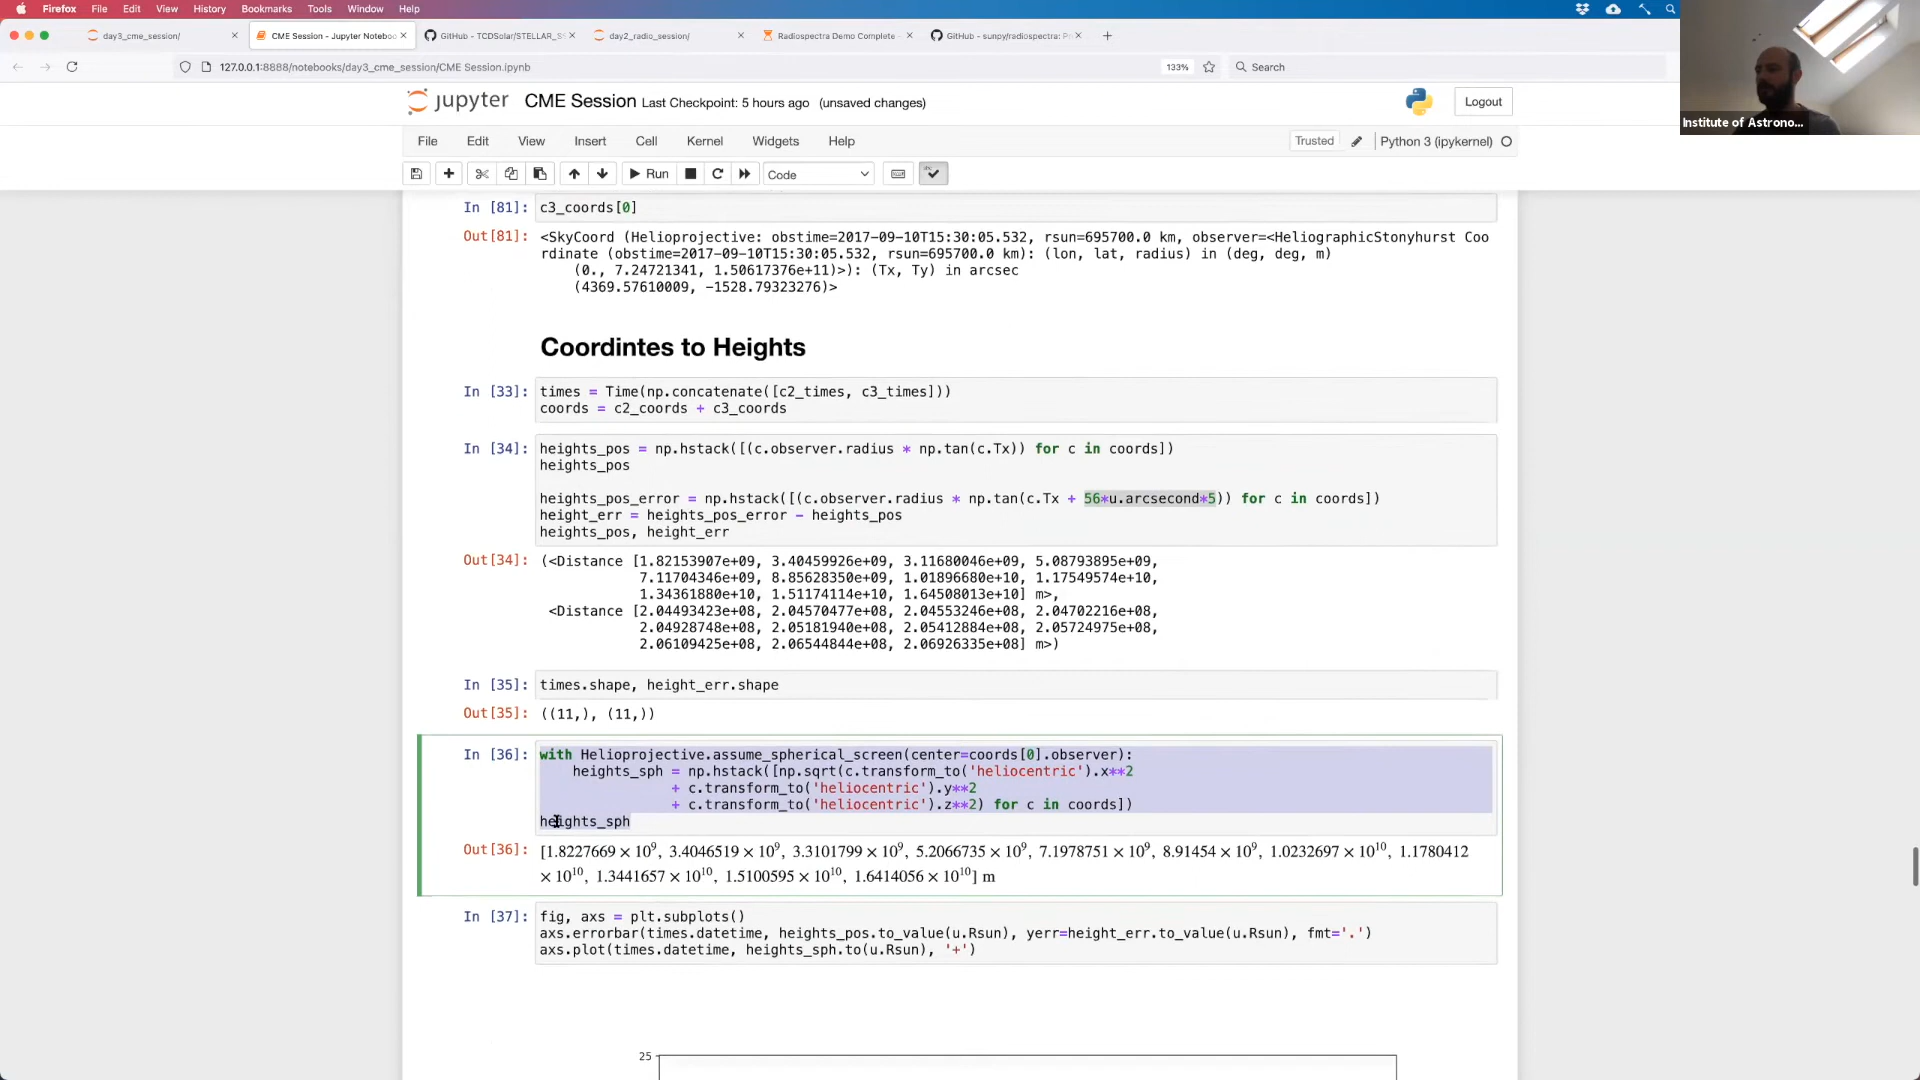 Firefox File Edit View History Bookmarks Tools Window Help
day3_cme_session/ CME Session - Jupyter Noteboo GitHub - TCDSolar/STELLAR_S day2_radio_session/ Radiospectra Demo Complete - GitHub - sunpy/radiospectra: P
127.0.0.1:8888/notebooks/day3_cme_session/CME Session.ipynb 133% Search
Institute of Astrono...
jupyter CME Session Last Checkpoint: 5 hours ago (unsaved changes) Logout
File Edit View Insert Cell Kernel Widgets Help Trusted Python 3 (ipykernel)
Run Code
In [81]: c3_coords[0]
Out[81]: <SkyCoord (Helioprojective: obstime=2017-09-10T15:30:05.532, rsun=695700.0 km, observer=<HeliographicStonyhurst Coo
rdinate (obstime=2017-09-10T15:30:05.532, rsun=695700.0 km): (lon, lat, radius) in (deg, deg, m)
(0., 7.24721341, 1.50617376e+11)>): (Tx, Ty) in arcsec
(4369.57610009, -1528.79323276)>
Coordintes to Heights
In [33]: times = Time(np.concatenate([c2_times, c3_times]))
coords = c2_coords + c3_coords
In [34]: heights_pos = np.hstack([(c.observer.radius * np.tan(c.Tx)) for c in coords])
heights_pos
heights_pos_error = np.hstack([(c.observer.radius * np.tan(c.Tx + 56*u.arcsecond*5)) for c in coords])
height_err = heights_pos_error - heights_pos
heights_pos, height_err
Out[34]: (<Distance [1.82153907e+09, 3.40459926e+09, 3.11680046e+09, 5.08793895e+09,
7.11704346e+09, 8.85628350e+09, 1.01896680e+10, 1.17549574e+10,
1.34361880e+10, 1.51174114e+10, 1.64508013e+10] m>,
<Distance [2.04493423e+08, 2.04570477e+08, 2.04553246e+08, 2.04702216e+08,
2.04928748e+08, 2.05181940e+08, 2.05412884e+08, 2.05724975e+08,
2.06109425e+08, 2.06544844e+08, 2.06926335e+08] m>)
In [35]: times.shape, height_err.shape
Out[35]: ((11,), (11,))
In [36]: with Helioprojective.assume_spherical_screen(center=coords[0].observer):
heights_sph = np.hstack([np.sqrt(c.transform_to('heliocentric').x**2
+ c.transform_to('heliocentric').y**2
+ c.transform_to('heliocentric').z**2) for c in coords])
heights_sph
Out[36]: [1.8227669 × 10⁹, 3.4046519 × 10⁹, 3.3101799 × 10⁹, 5.2066735 × 10⁹, 7.1978751 × 10⁹, 8.91454 × 10⁹, 1.0232697 × 10¹⁰, 1.1780412
× 10¹⁰, 1.3441657 × 10¹⁰, 1.5100595 × 10¹⁰, 1.6414056 × 10¹⁰] m
In [37]: fig, axs = plt.subplots()
axs.errorbar(times.datetime, heights_pos.to_value(u.Rsun), yerr=height_err.to_value(u.Rsun), fmt='.')
axs.plot(times.datetime, heights_sph.to(u.Rsun), '+')
25